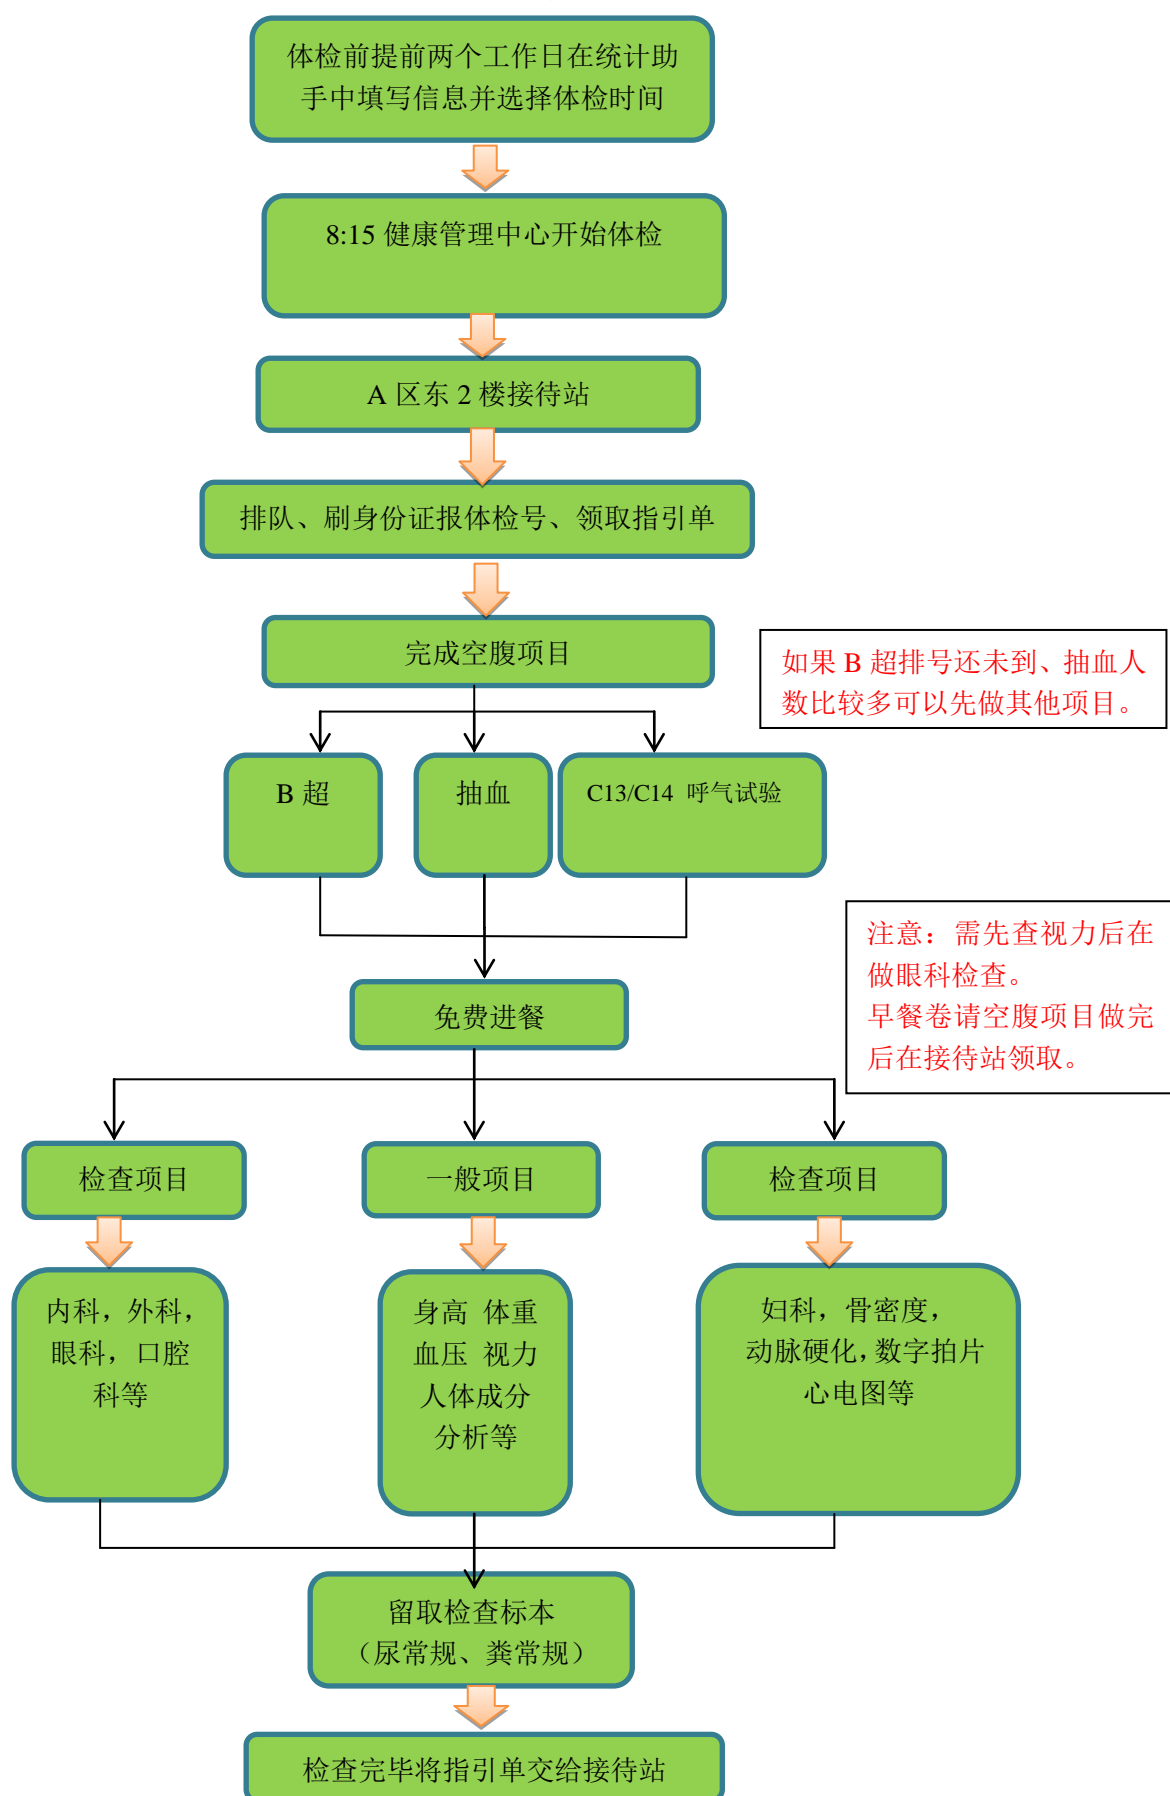 体检前提前两个工作日在统计助
手中填写信息并选择体检时间
8:15 健康管理中心开始体检
A 区东 2 楼接待站
排队、刷身份证报体检号、领取指引单
完成空腹项目
如果 B 超排号还未到、抽血人
数比较多可以先做其他项目。
B 超
抽血
C13/C14 呼气试验
注意：需先查视力后在
做眼科检查。
早餐卷请空腹项目做完
后在接待站领取。
免费进餐
检查项目
一般项目
检查项目
内科，外科，
眼科，口腔
科等
身高 体重
血压 视力
人体成分
分析等
妇科，骨密度，
动脉硬化，数字拍片
心电图等
留取检查标本
（尿常规、粪常规）
检查完毕将指引单交给接待站